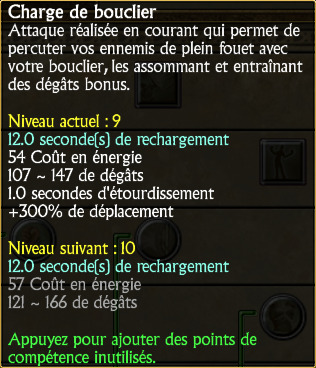 Charge de bouclier
Attaque réalisée en courant qui permet de
percuter vos ennemis de plein fouet avec
votre bouclier, les assommant et entraînant
des dégâts bonus.
Niveau actuel : 9
12.0 seconde(s) de rechargement
54 Coût en énergie
107 ~ 147 de dégâts
1.0 secondes d'étourdissement
+300% de déplacement
Niveau suivant : 10
12.0 seconde(s) de rechargement
57 Coût en énergie
121 ~ 166 de dégâts
Appuyez pour ajouter des points de
compétence inutilisés.